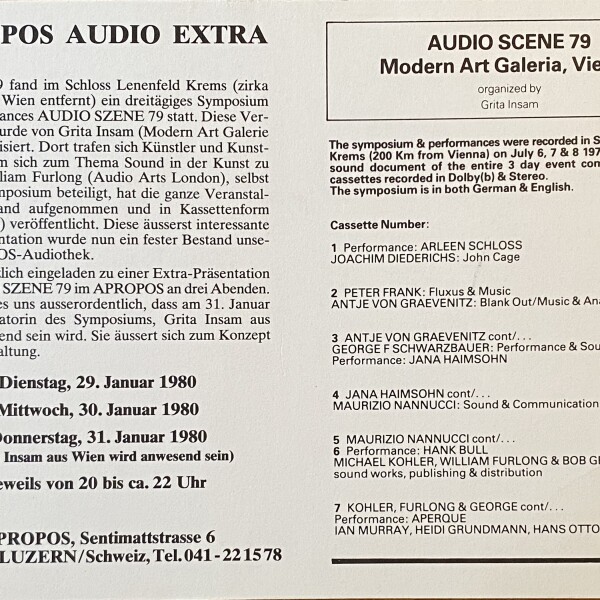 POS AUDIO EXTRA
9 fand im Schloss Lenenfeld Krems (zirka
Wien entfernt) ein dreitägiges Symposium
ances AUDIO SZENE 79 statt. Diese Ver-
urde von Grita Insam (Modern Art Galerie
isiert. Dort trafen sich Künstler und Kunst-
m sich zum Thema Sound in der Kunst zu
liam Furlong (Audio Arts London), selbst
mposium beteiligt, hat die ganze Veranstal-
and aufgenommen und in Kassettenform
) veröffentlicht. Diese äusserst interessante
ntation wurde nun ein fester Bestand unse-
OS-Audiothek.
lich eingeladen zu einer Extra-Präsentation
SZENE 79 im APROPOS an drei Abenden.
es uns ausserordentlich, dass am 31. Januar
atorin des Symposiums, Grita Insam aus
end sein wird. Sie äussert sich zum Konzept
altung.
Dienstag, 29. Januar 1980
Mittwoch, 30. Januar 1980
Donnerstag, 31. Januar 1980
Insam aus Wien wird anwesend sein)
eweils von 20 bis ca. 22 Uhr
PROPOS, Sentimattstrasse 6
LUZERN/Schweiz, Tel. 041-22 15 78
AUDIO SCENE 79
Modern Art Galeria, Vie
organized by
Grita Insam
The symposium & performances were recorded in S
Krems (200 Km from Vienna) on July 6, 7 & 8 197
sound document of the entire 3 day event con
cassettes recorded in Dolby(b) & Stereo.
The symposium is in both German & English.
Cassette Number:
1 Performance: ARLEEN SCHLOSS
JOACHIM DIEDERICHS: John Cage
2 PETER FRANK: Fluxus & Music
ANTJE VON GRAEVENITZ: Blank Out/Music & An
3 ANTJE VON GRAEVENITZ cont/...
GEORGE F SCHWARZBAUER: Performance & Sou
Performance: JANA HAIMSOHN
4 JANA HAIMSOHN cont/...
MAURIZIO NANNUCCI: Sound & Communication
5 MAURIZIO NANNUCCI cont/...
6 Performance: HANK BULL
MICHAEL KOHLER, WILLIAM FURLONG & BOB GE
sound works, publishing & distribution
7 KOHLER, FURLONG & GEORGE cont/...
Performance: APERQUE
IAN MURRAY, HEIDI GRUNDMANN, HANS OTTO